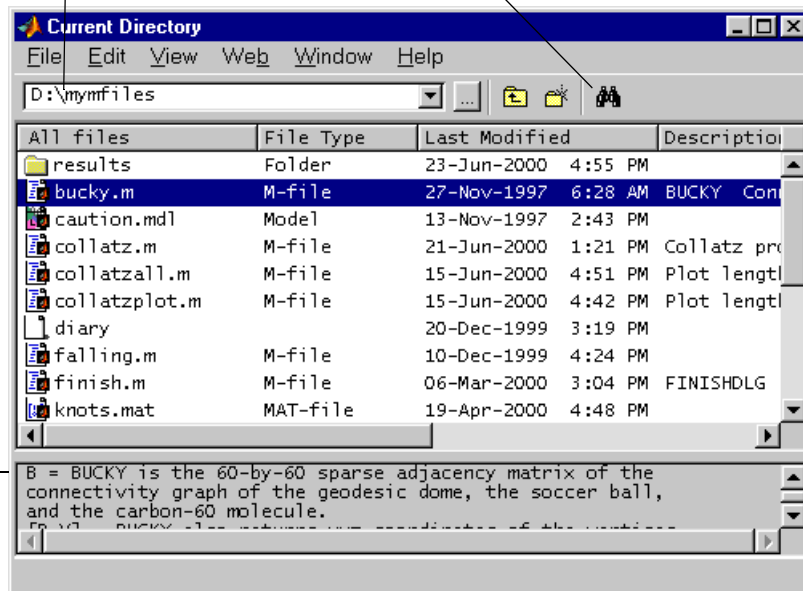 Current Directory
File Edit View Web Window Help
D:\mymfiles ...
All files File Type Last Modified
results Folder 23-Jun-2000 4:55 PM
bucky.m M-file 27-Nov-1997 6:28 AM BUCKY
caution.mdl Model 13-Nov-1997 2:43 PM
collatz.m M-file 21-Jun-2000 1:21 PM Collatz
collatzall.m M-file 15-Jun-2000 4:51 PM Plot
collatzplot.m M-file 15-Jun-2000 4:42 PM Plot
diary 20-Dec-1999 3:19 PM
falling.m M-file 10-Dec-1999 4:24 PM
finish.m M-file 06-Mar-2000 3:04 PM FINISHDLG
knots.mat MAT-file 19-Apr-2000 4:48 PM
B = BUCKY is the 60-by-60 sparse adjacency matrix of the
connectivity graph of the geodesic dome, the soccer ball,
and the carbon-60 molecule.